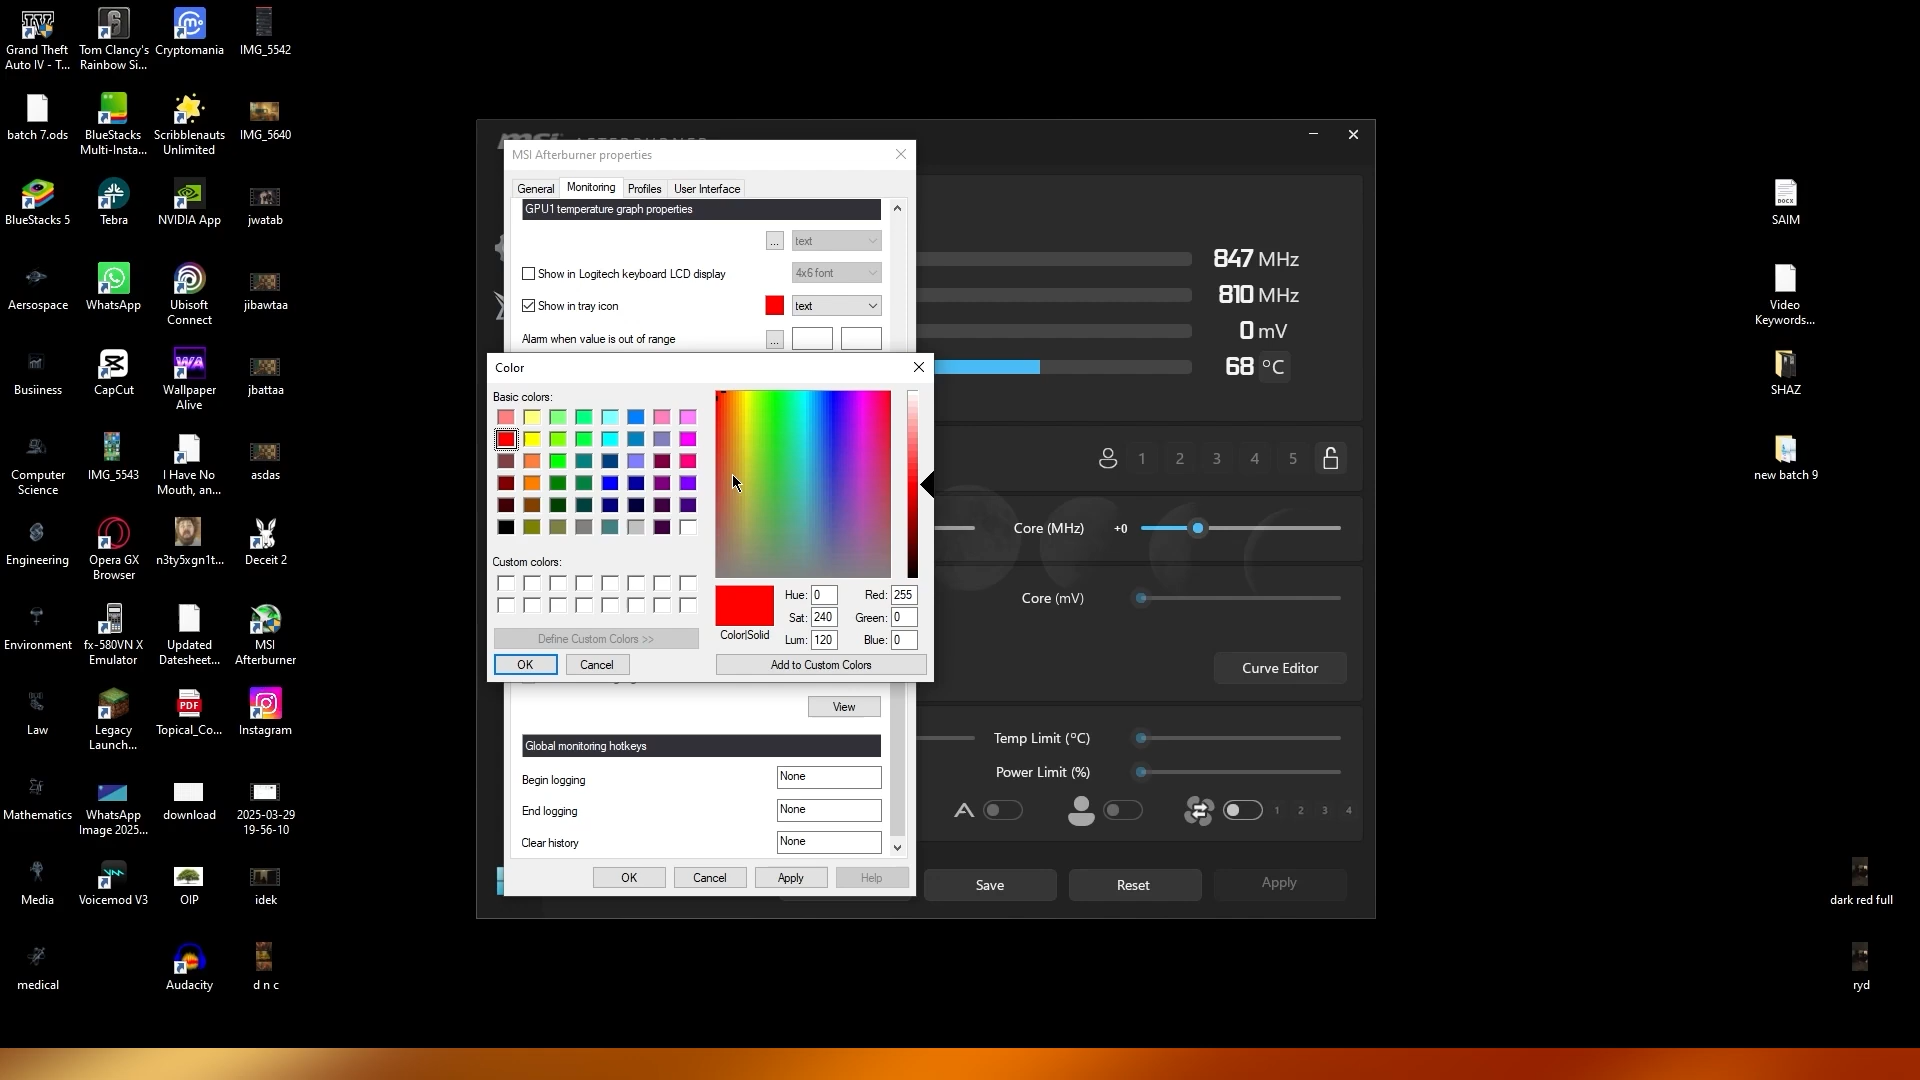 Grand Theft
Auto IV - T...
Tom Clancy's
Rainbow Si...
Cryptomania
IMG_5542
batch 7.ods
BlueStacks
Multi-Insta...
Scribblenauts
Unlimited
IMG_5640
BlueStacks 5
Tebra
NVIDIA App
jwatab
Aersospace
WhatsApp
Ubisoft
Connect
jibawtaa
Busiiness
CapCut
Wallpaper
Alive
jbattaa
Computer
Science
IMG_5543
I Have No
Mouth, an...
asdas
Engineering
Opera GX
Browser
n3ty5xgn1t...
Deceit 2
Environment
fx-580VN X
Emulator
Updated
Datesheet...
MSI
Afterburner
Law
Legacy
Launch...
Topical_Co...
Instagram
Mathematics
WhatsApp
Image 2025...
download
2025-03-29
19-56-10
Media
Voicemod V3
OIP
idek
medical
Audacity
d n c
MSI Afterburner properties
General
Monitoring
Profiles
User Interface
GPU1 temperature graph properties
...
text
Show in Logitech keyboard LCD display
4x6 font
Show in tray icon
text
Alarm when value is out of range
...
Color
Basic colors:
Custom colors:
Define Custom Colors >>
OK
Cancel
Color|Solid
Hue: 0
Sat: 240
Lum: 120
Red: 255
Green: 0
Blue: 0
Add to Custom Colors
View
Global monitoring hotkeys
Begin logging
None
End logging
None
Clear history
None
OK
Cancel
Apply
Help
847 MHz
810 MHz
0 mV
68 °C
1 2 3 4 5
Core (MHz)
+0
Core (mV)
Curve Editor
Temp Limit (°C)
Power Limit (%)
A
1 2 3 4
Save
Reset
Apply
SAIM
Video
Keywords...
SHAZ
new batch 9
dark red full
ryd